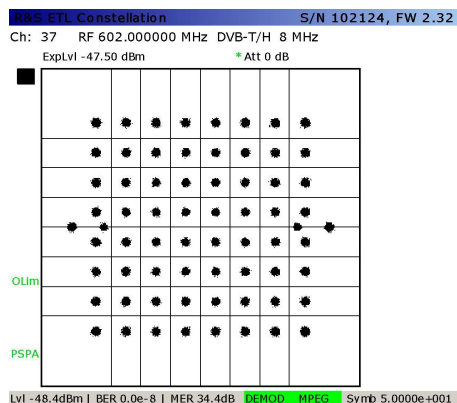 R&S ETL Constellation S/N 102124, FW 2.32
Ch: 37 RF 602.000000 MHz DVB-T/H 8 MHz
ExpLvl -47.50 dBm * Att 0 dB
OLim
PSPA
Lvl -48.4dBm | BER 0.0e-8 | MER 34.4dB DEMOD MPEG Symb 5.0000e+001